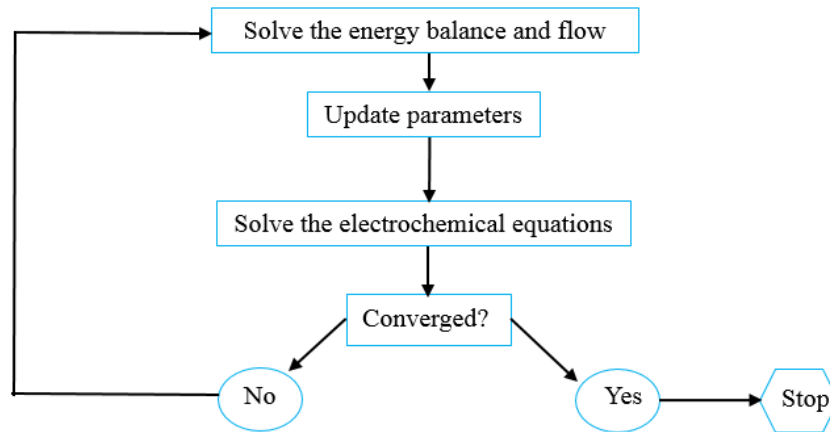 Solve the energy balance and flow
Update parameters
Solve the electrochemical equations
Converged?
No
Yes
Stop